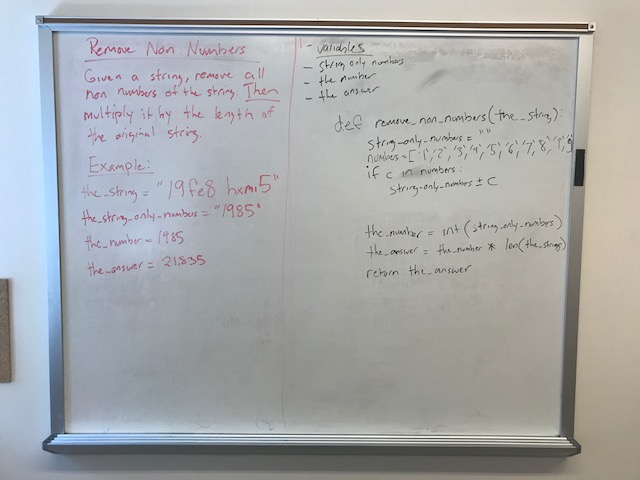 Remove Non Numbers
Given a string, remove all
non numbers of the string. Then
multiply it by the length of
the original string.
Example:
the_string = "19fe8 hxmi5"
the_string_only_numbers = "1985"
the_number = 1985
the_answer = 21,835
- variables
- string only numbers
- the number
- the answer
def remove_non_numbers(the_string):
string_only_numbers = ""
numbers = ['1','2','3','4','5','6','7','8','9','0]
if c in numbers:
string_only_numbers ± c
the_number = int(string_only_numbers)
the_answer = the_number * len(the_string)
return the_answer